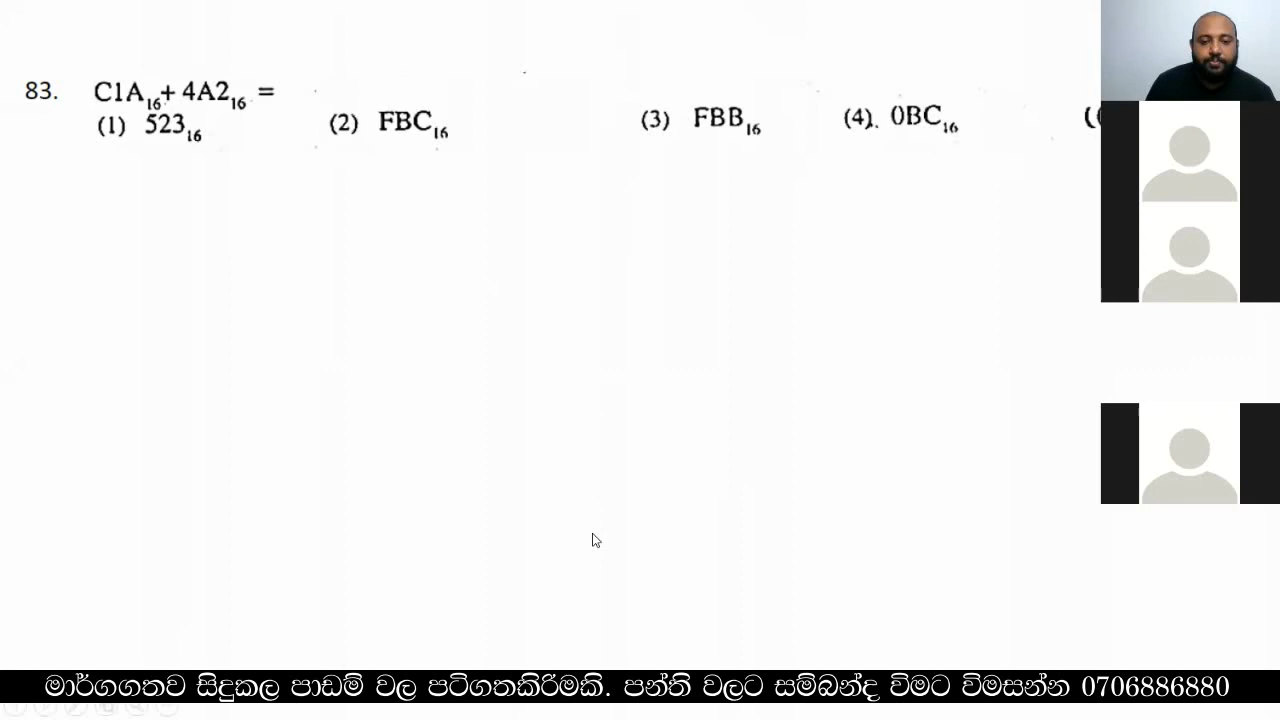 83. C1A₁₆+ 4A2₁₆ =
(1) 523₁₆ (2) FBC₁₆ (3) FBB₁₆ (4). 0BC₁₆
මාර්ගගතව සිදුකල පාඩම් වල පටිගතකිරීමකි. පන්ති වලට සම්බන්ද වීමට විමසන්න 0706886880